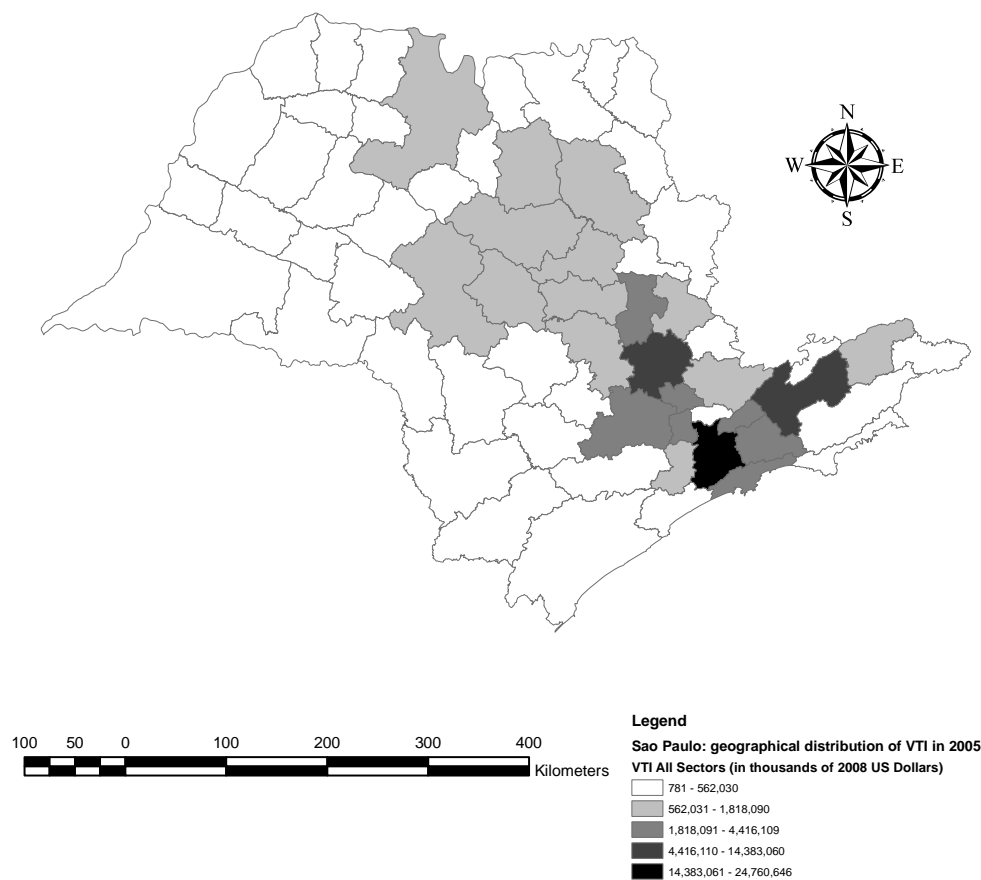 N
W E
S
100 50 0 100 200 300 400
Kilometers
Legend
Sao Paulo: geographical distribution of VTI in 2005
VTI All Sectors (in thousands of 2008 US Dollars)
781 - 562,030
562,031 - 1,818,090
1,818,091 - 4,416,109
4,416,110 - 14,383,060
14,383,061 - 24,760,646